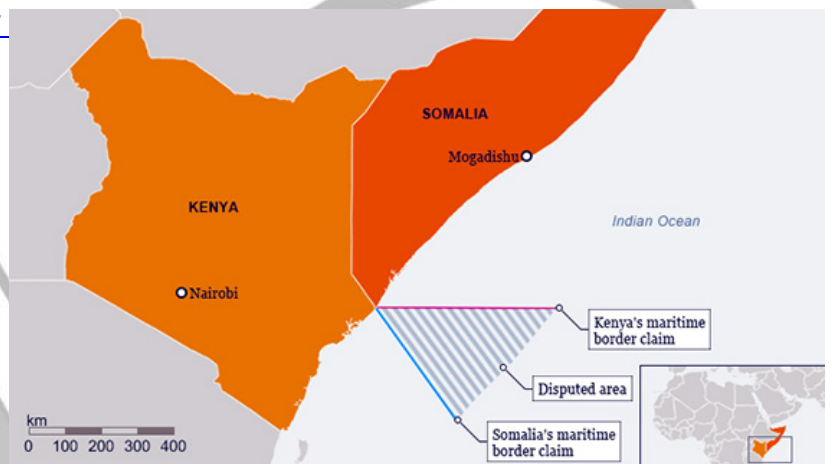 SOMALIA
Mogadishu
KENYA
Indian Ocean
Nairobi
Kenya's maritime
border claim
Disputed area
Somalia's maritime
border claim
km
0 100 200 300 400